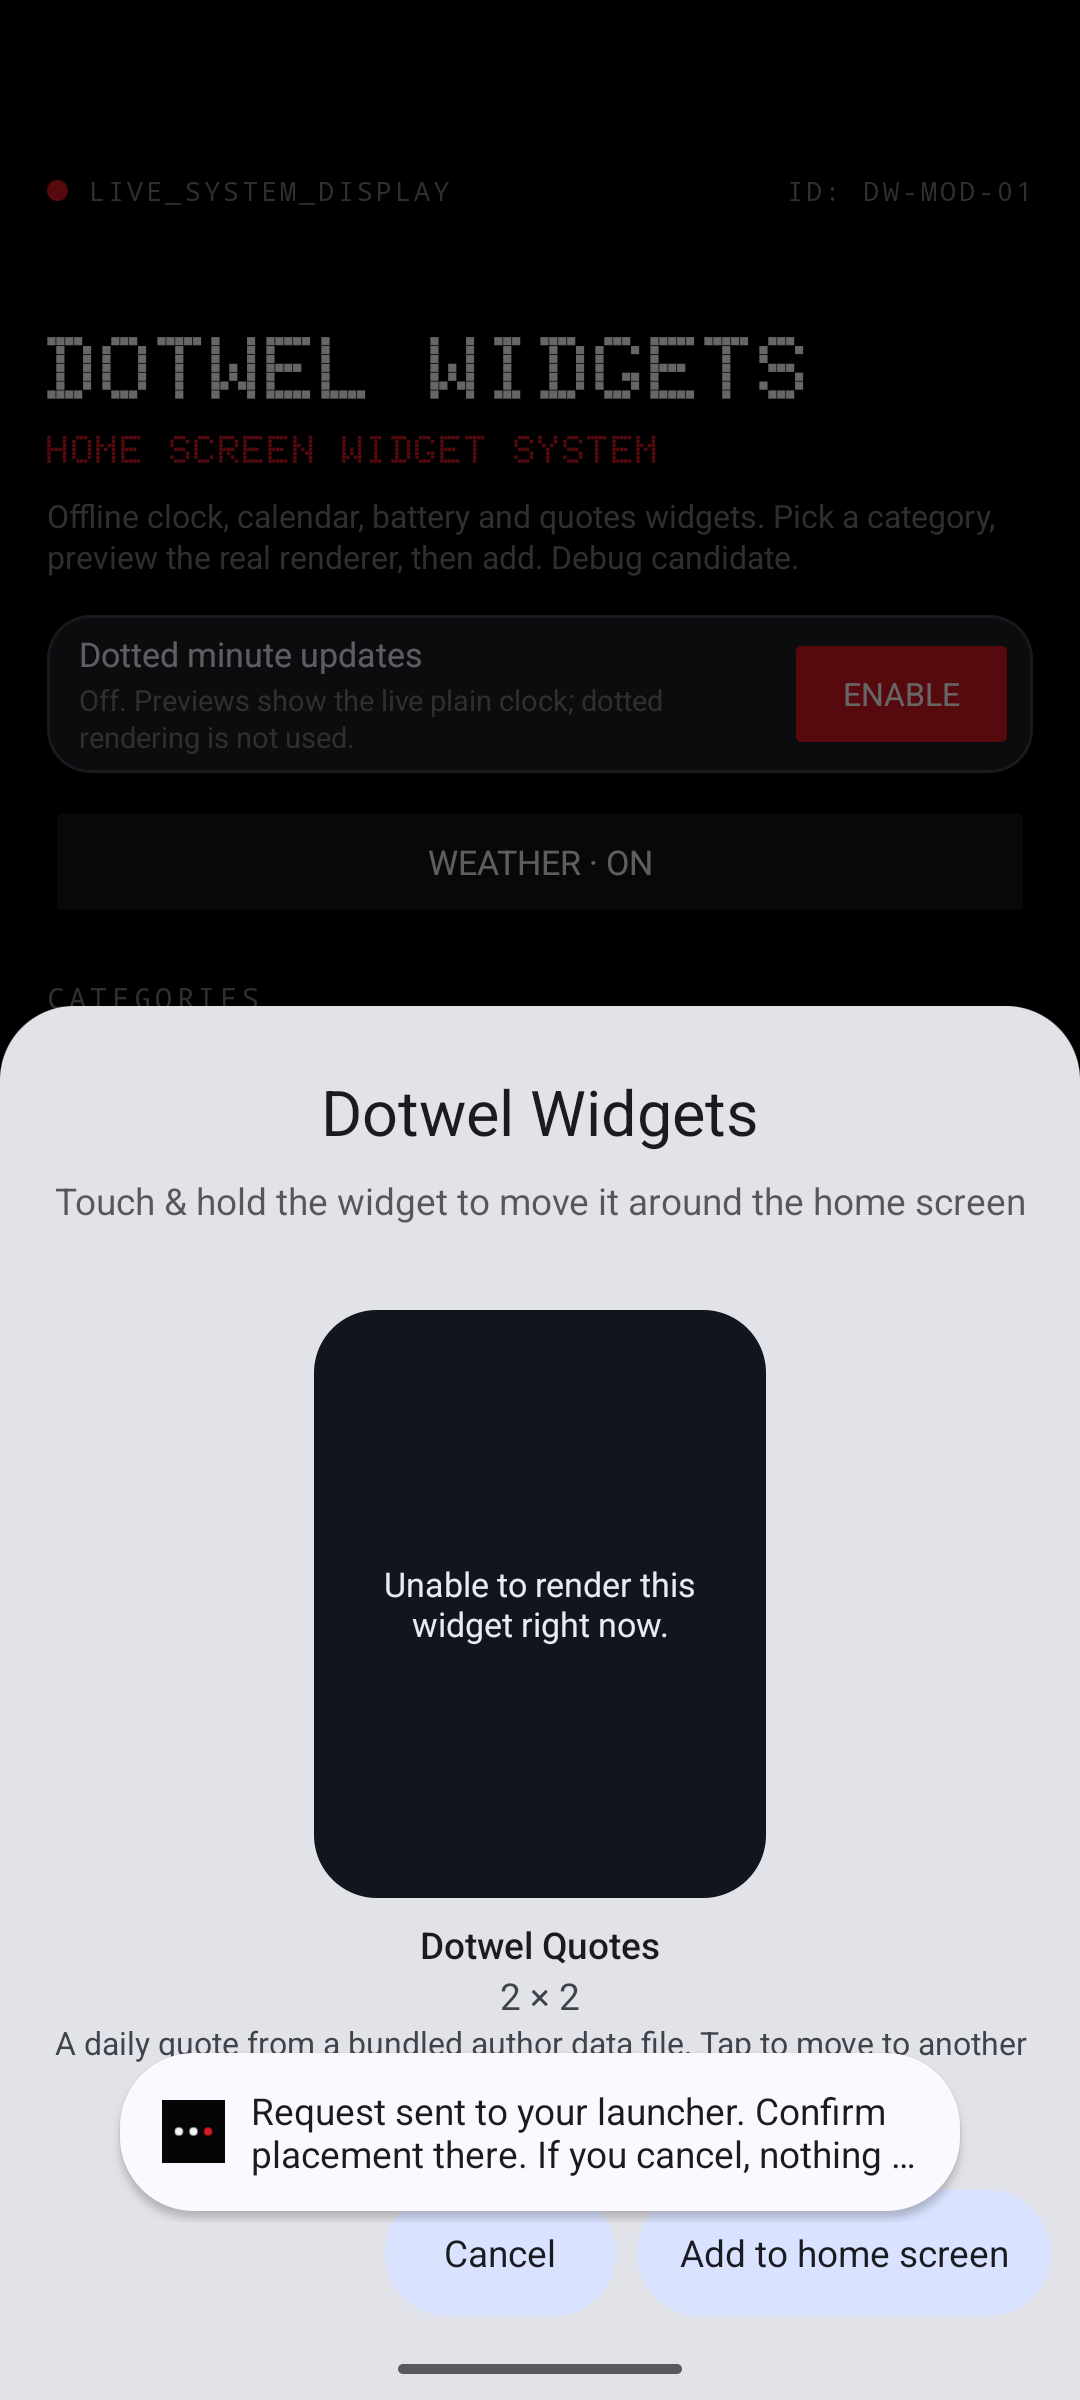 LIVE_SYSTEM_DISPLAY
ID: DW-MOD-01
DOTWEL WIDGETS
HOME SCREEN WIDGET SYSTEM
Offline clock, calendar, battery and quotes widgets. Pick a category,
preview the real renderer, then add. Debug candidate.
Dotted minute updates
Off. Previews show the live plain clock; dotted
rendering is not used.
ENABLE
WEATHER · ON
CATEGORIES
Dotwel Widgets
Touch & hold the widget to move it around the home screen
Unable to render this
widget right now.
Dotwel Quotes
2 × 2
A daily quote from a bundled author data file. Tap to move to another
Request sent to your launcher. Confirm
placement there. If you cancel, nothing …
Cancel
Add to home screen